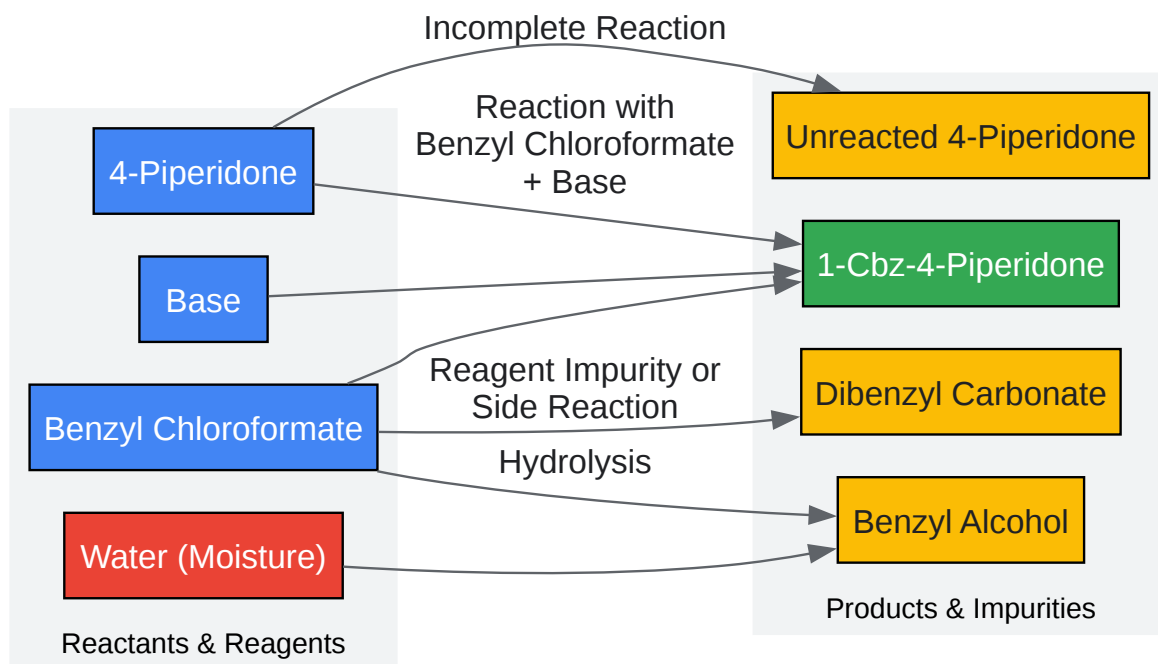 Incomplete Reaction
4-Piperidone
Base
Benzyl Chloroformate
Water (Moisture)
Reactants & Reagents
Reaction with
Benzyl Chloroformate
+ Base
Reagent Impurity or
Side Reaction
Hydrolysis
Unreacted 4-Piperidone
1-Cbz-4-Piperidone
Dibenzyl Carbonate
Benzyl Alcohol
Products & Impurities